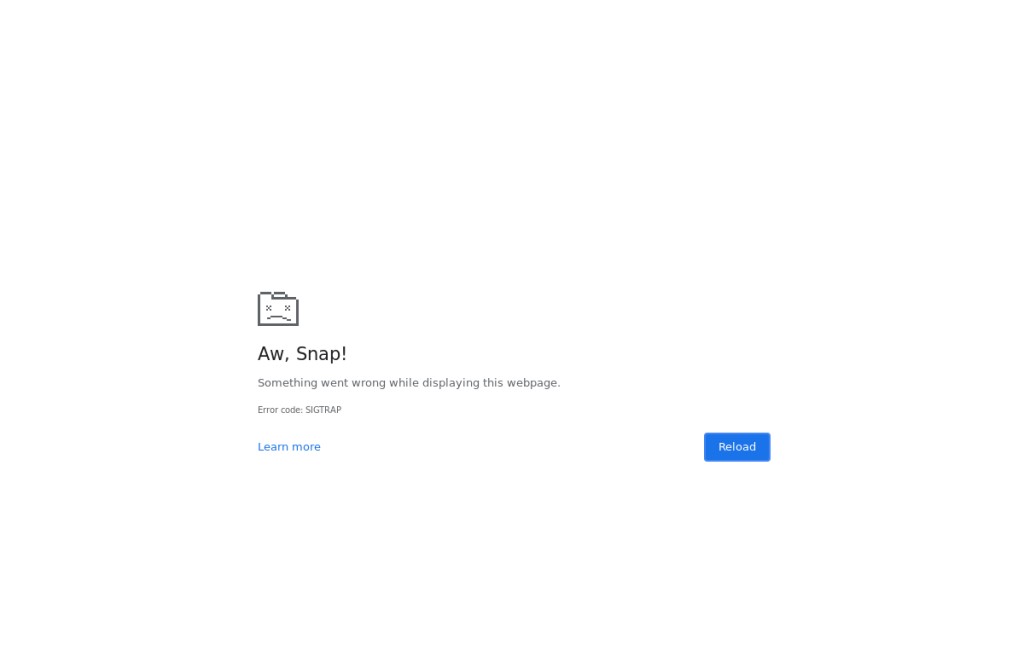 Aw, Snap!
Something went wrong while displaying this webpage.
Error code: SIGTRAP
Learn more
Reload